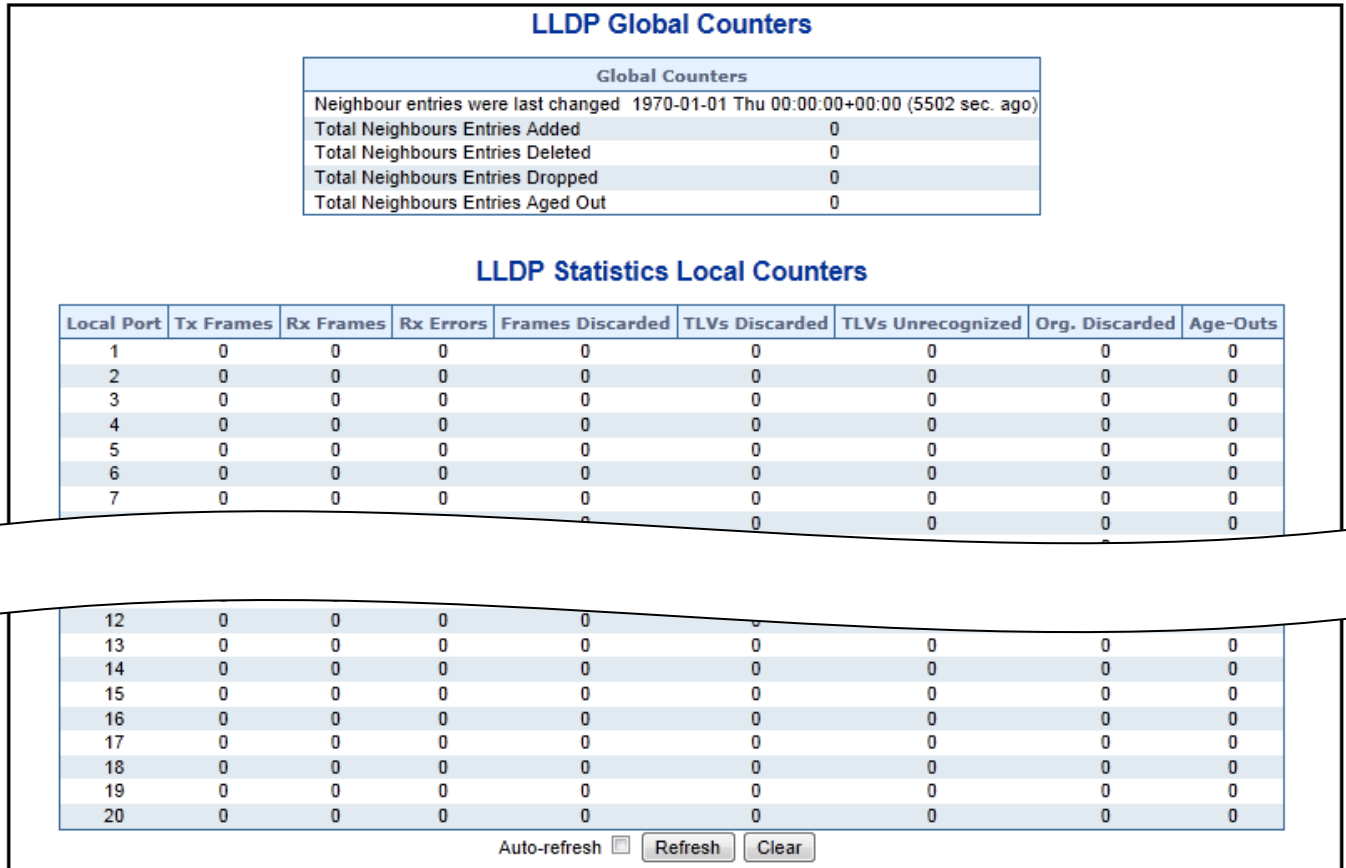 LLDP Global Counters
Global Counters
Neighbour entries were last changed 1970-01-01 Thu 00:00:00+00:00 (5502 sec. ago)
Total Neighbours Entries Added 0
Total Neighbours Entries Deleted 0
Total Neighbours Entries Dropped 0
Total Neighbours Entries Aged Out 0
LLDP Statistics Local Counters
Local Port Tx Frames Rx Frames Rx Errors Frames Discarded TLVs Discarded TLVs Unrecognized Org. Discarded Age-Outs
1 0 0 0 0 0 0 0 0
2 0 0 0 0 0 0 0 0
3 0 0 0 0 0 0 0 0
4 0 0 0 0 0 0 0 0
5 0 0 0 0 0 0 0 0
6 0 0 0 0 0 0 0 0
7 0 0 0 0 0 0 0 0
0 0 0 0
12 0 0 0 0
13 0 0 0 0 0 0 0 0
14 0 0 0 0 0 0 0 0
15 0 0 0 0 0 0 0 0
16 0 0 0 0 0 0 0 0
17 0 0 0 0 0 0 0 0
18 0 0 0 0 0 0 0 0
19 0 0 0 0 0 0 0 0
20 0 0 0 0 0 0 0 0
Auto-refresh Refresh Clear